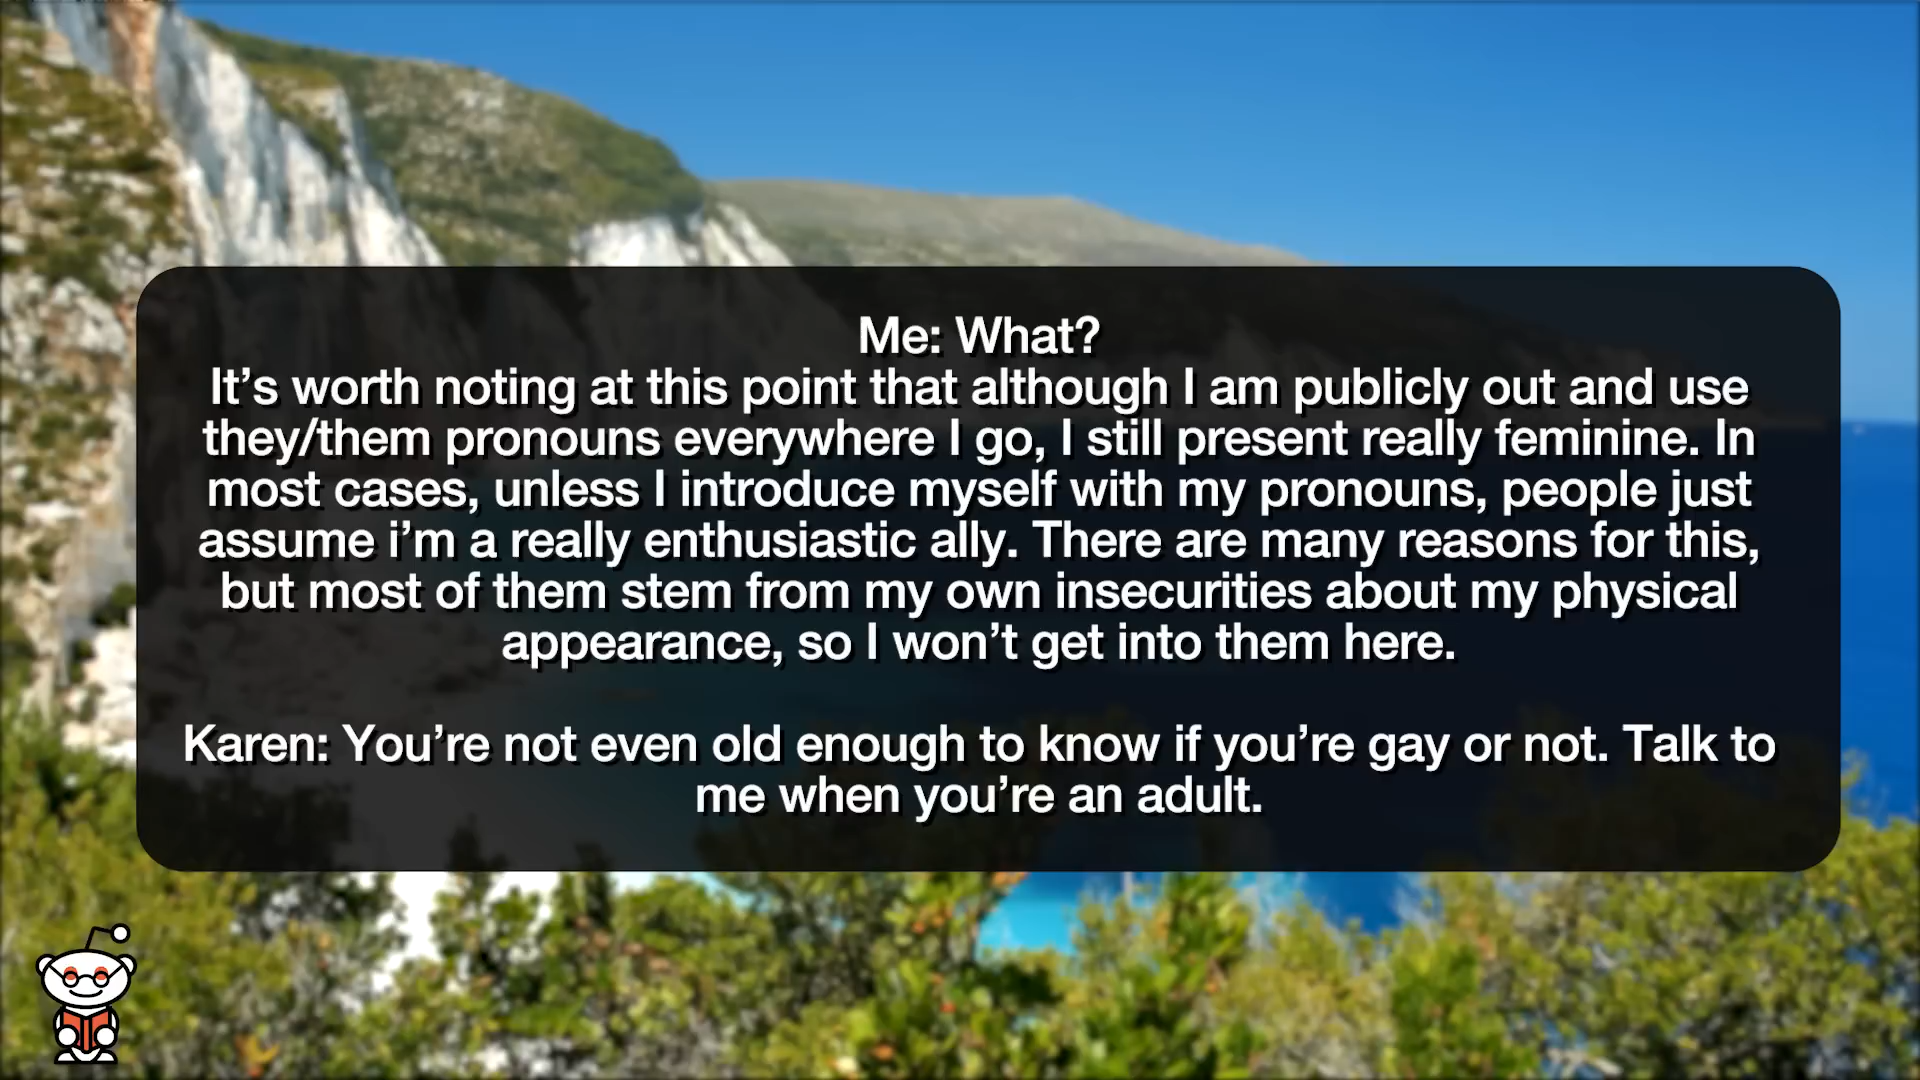 Me: What?
It’s worth noting at this point that although I am publicly out and use
they/them pronouns everywhere I go, I still present really feminine. In
most cases, unless I introduce myself with my pronouns, people just
assume i’m a really enthusiastic ally. There are many reasons for this,
but most of them stem from my own insecurities about my physical
appearance, so I won’t get into them here.
Karen: You’re not even old enough to know if you’re gay or not. Talk to
me when you’re an adult.